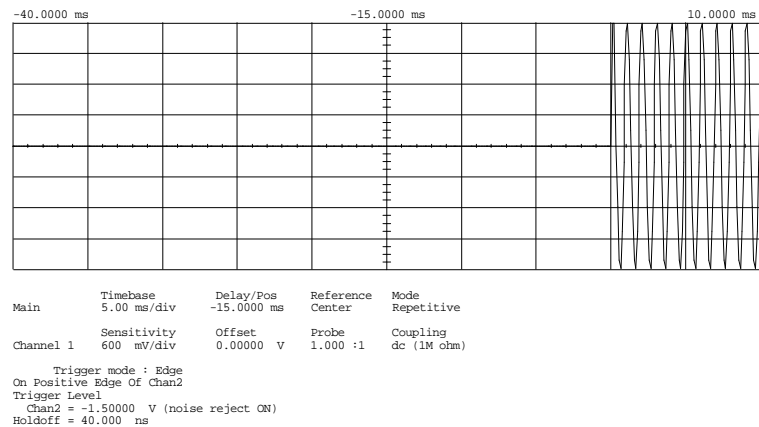 -40.0000 ms -15.0000 ms 10.0000 ms
Timebase Delay/Pos Reference Mode
Main 5.00 ms/div -15.0000 ms Center Repetitive
Sensitivity Offset Probe Coupling
Channel 1 600 mV/div 0.00000 V 1.000 :1 dc (1M ohm)
Trigger mode : Edge
On Positive Edge Of Chan2
Trigger Level
Chan2 = -1.50000 V (noise reject ON)
Holdoff = 40.000 ns